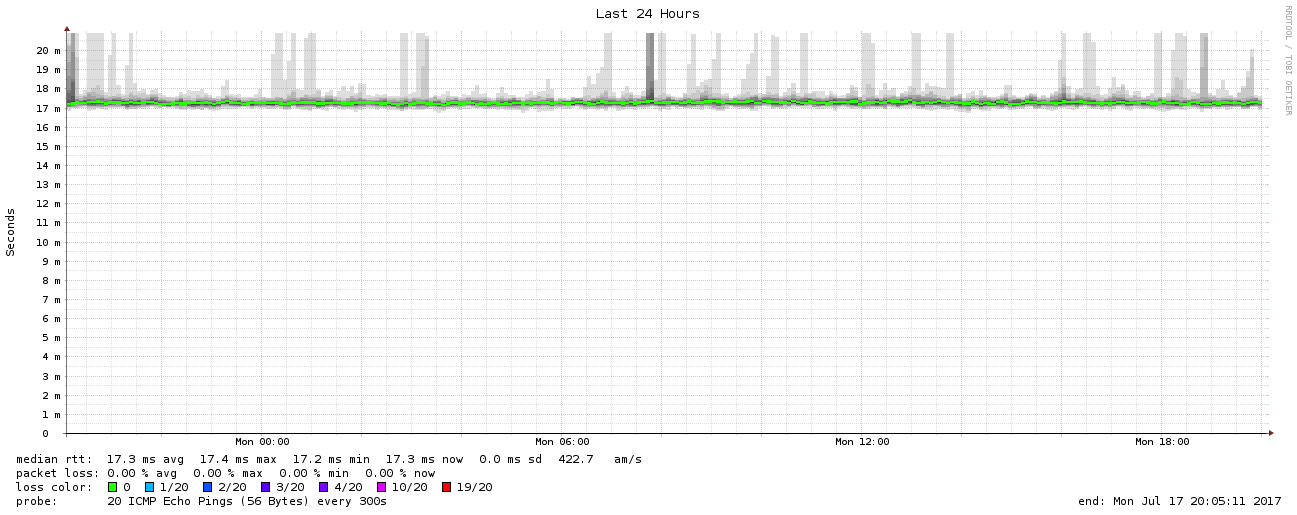 Last 24 Hours
RRDTOOL / TOBI OETIKER
Seconds
20 m
19 m
18 m
17 m
16 m
15 m
14 m
13 m
12 m
11 m
10 m
9 m
8 m
7 m
6 m
5 m
4 m
3 m
2 m
1 m
0
Mon 00:00 Mon 06:00 Mon 12:00 Mon 18:00
median rtt: 17.3 ms avg 17.4 ms max 17.2 ms min 17.3 ms now 0.0 ms sd 422.7 am/s
packet loss: 0.00 % avg 0.00 % max 0.00 % min 0.00 % now
loss color: 0 1/20 2/20 3/20 4/20 10/20 19/20
probe: 20 ICMP Echo Pings (56 Bytes) every 300s end: Mon Jul 17 20:05:11 2017